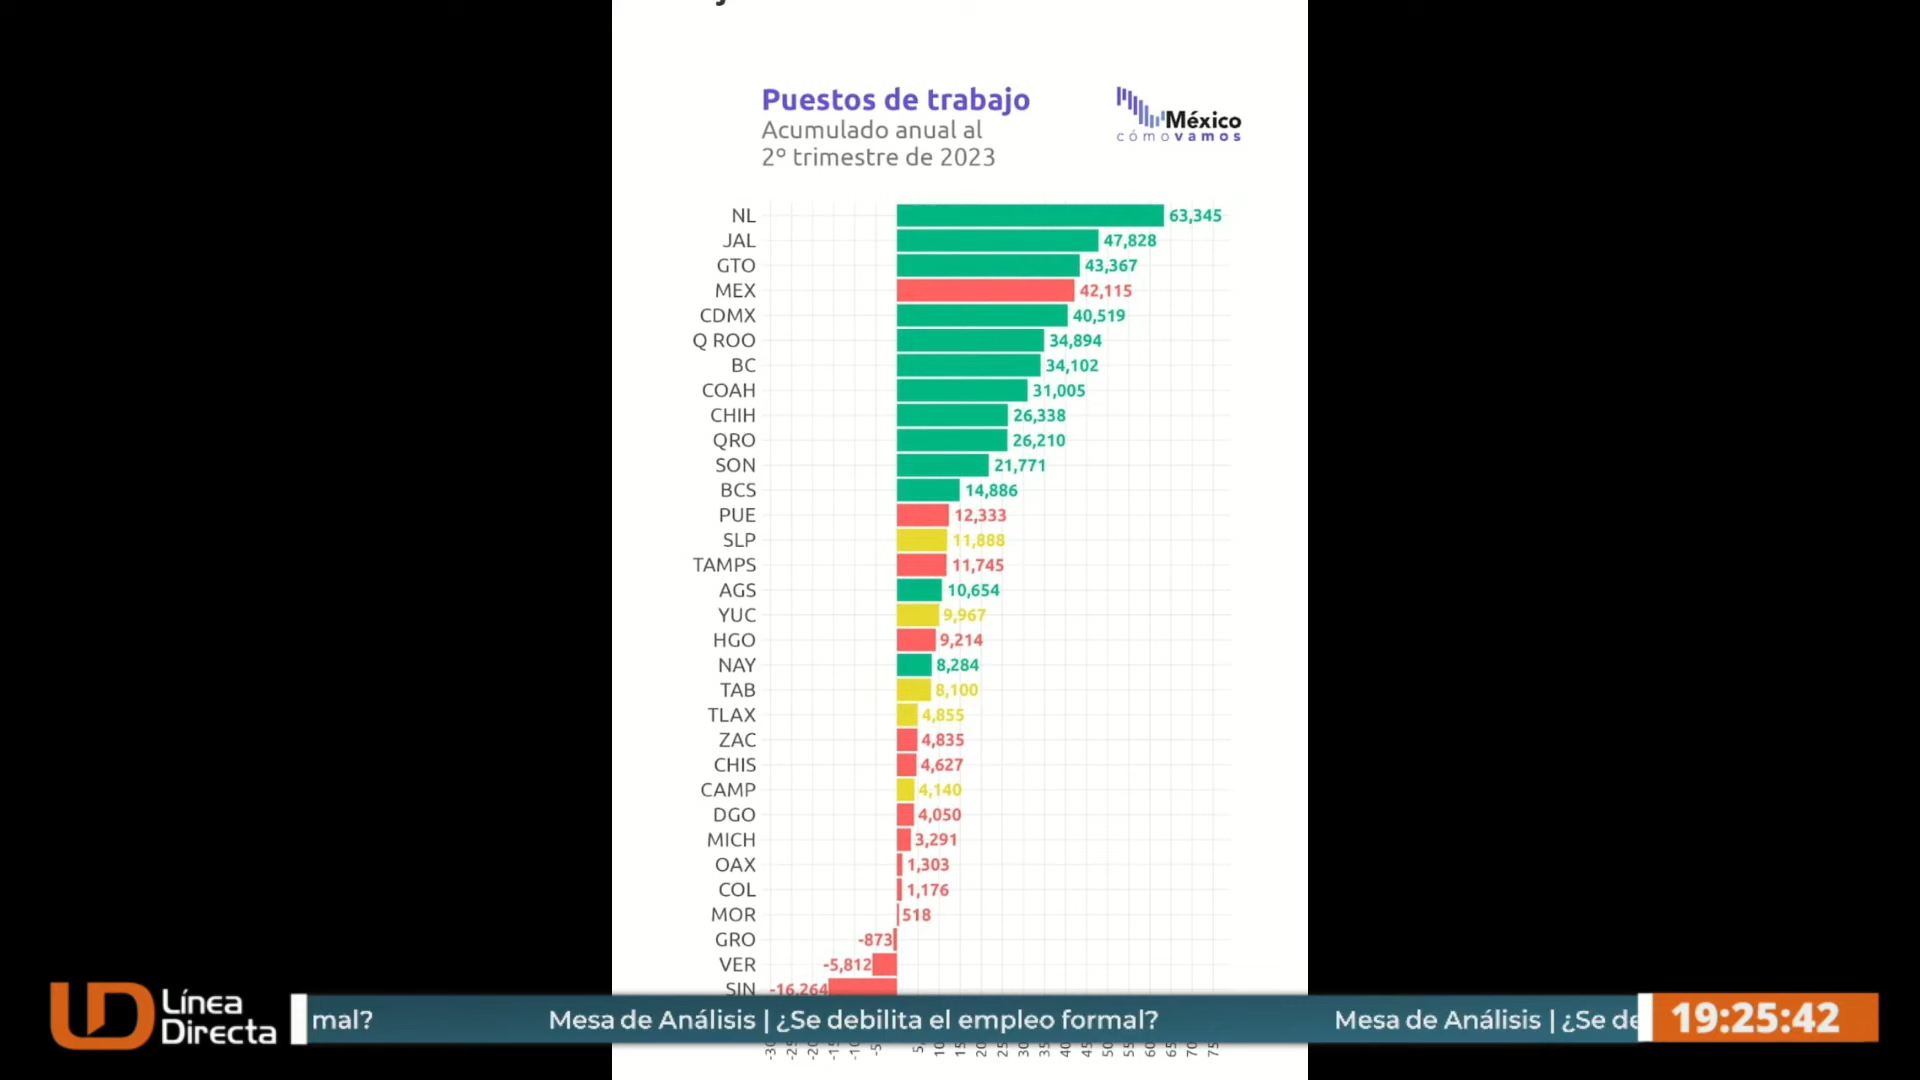 Puestos de trabajo
Acumulado anual al
2º trimestre de 2023
México
cómovamos
NL 63,345
JAL 47,828
GTO 43,367
MEX 42,115
CDMX 40,519
Q ROO 34,894
BC 34,102
COAH 31,005
CHIH 26,338
QRO 26,210
SON 21,771
BCS 14,886
PUE 12,333
SLP 11,888
TAMPS 11,745
AGS 10,654
YUC 9,967
HGO 9,214
NAY 8,284
TAB 8,100
TLAX 4,855
ZAC 4,835
CHIS 4,627
CAMP 4,140
DGO 4,050
MICH 3,291
OAX 1,303
COL 1,176
MOR 518
GRO -873
VER -5,812
SIN -16,264
LD Línea
Directa
mal? Mesa de Análisis | ¿Se debilita el empleo formal? Mesa de Análisis | ¿Se de
19:25:42